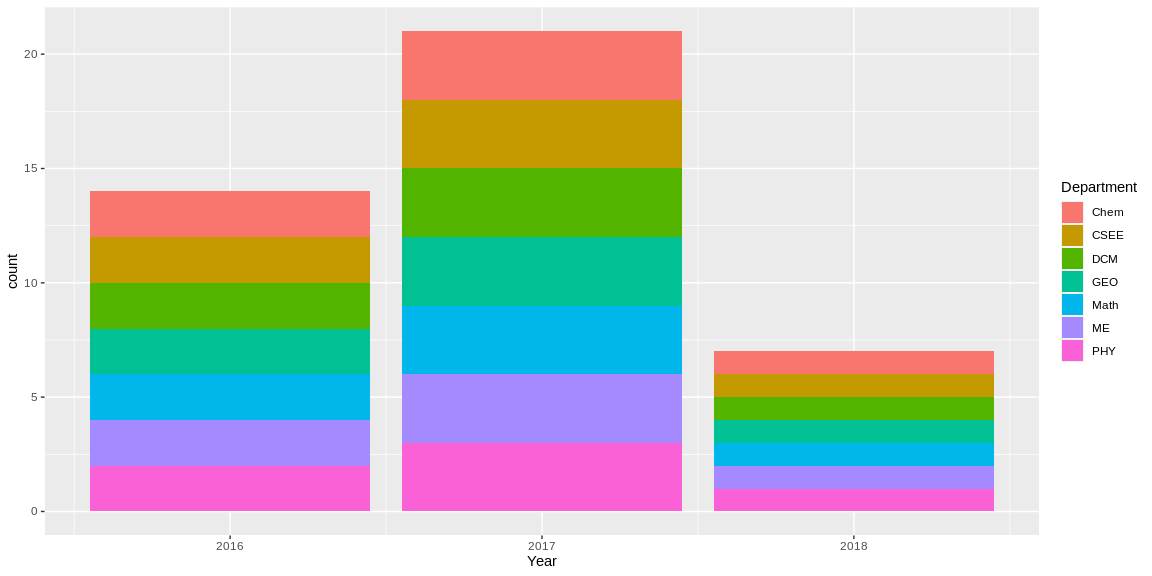 20
15
10
5
0
count
2016
2017
2018
Year
Department
Chem
CSEE
DCM
GEO
Math
ME
PHY